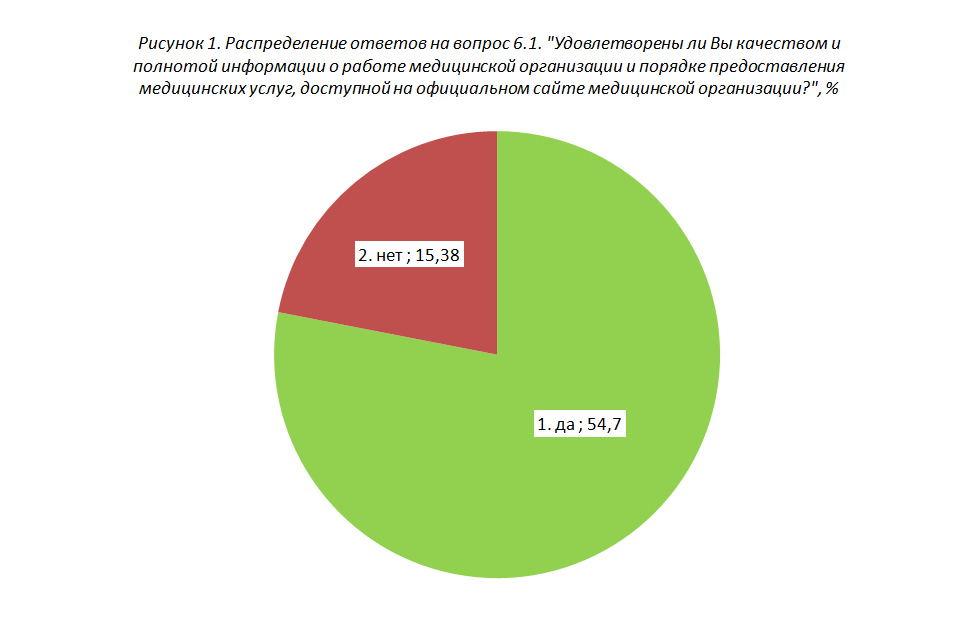 Рисунок 1. Распределение ответов на вопрос 6.1. "Удовлетворены ли Вы качеством и
полнотой информации о работе медицинской организации и порядке предоставления
медицинских услуг, доступной на официальном сайте медицинской организации?", %
2. нет ; 15,38
1. да ; 54,7